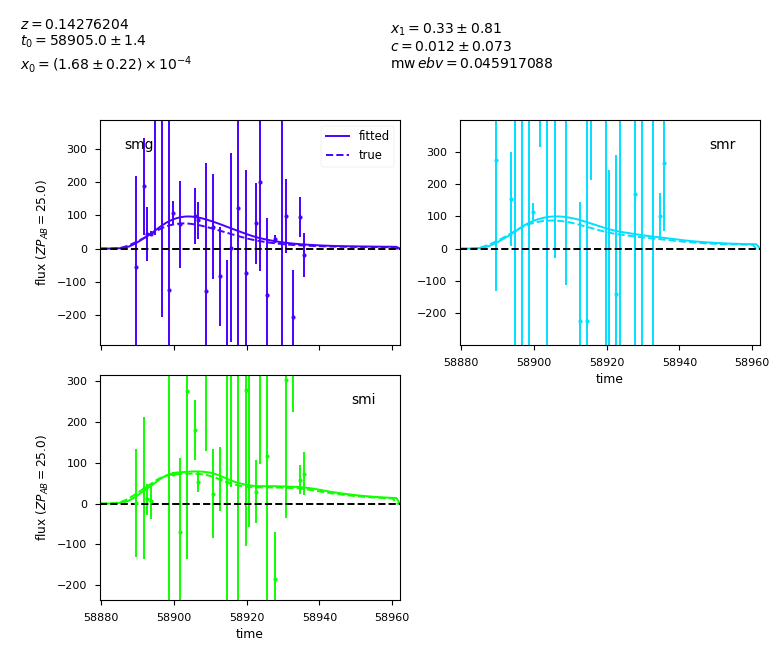 z = 0.14276204
t₀ = 58905.0 ± 1.4
x₀ = (1.68 ± 0.22) × 10⁻⁴
x₁ = 0.33 ± 0.81
c = 0.012 ± 0.073
mw ebv = 0.045917088
smg
fitted
true
300
200
100
0
−100
−200
flux (ZP_AB = 25.0)
smr
300
200
100
0
−100
−200
58880
58900
58920
58940
58960
time
smi
300
200
100
0
−100
−200
flux (ZP_AB = 25.0)
58880
58900
58920
58940
58960
time